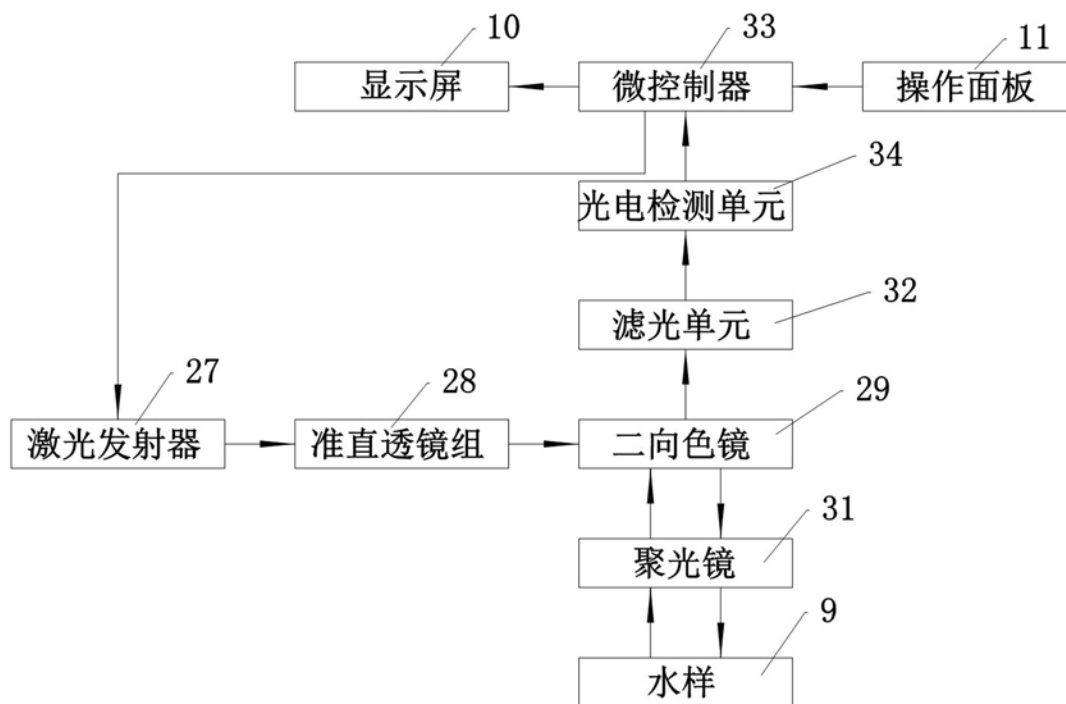 10
33
11
显示屏
微控制器
操作面板
34
光电检测单元
32
滤光单元
27
28
29
激光发射器
准直透镜组
二向色镜
31
聚光镜
9
水样